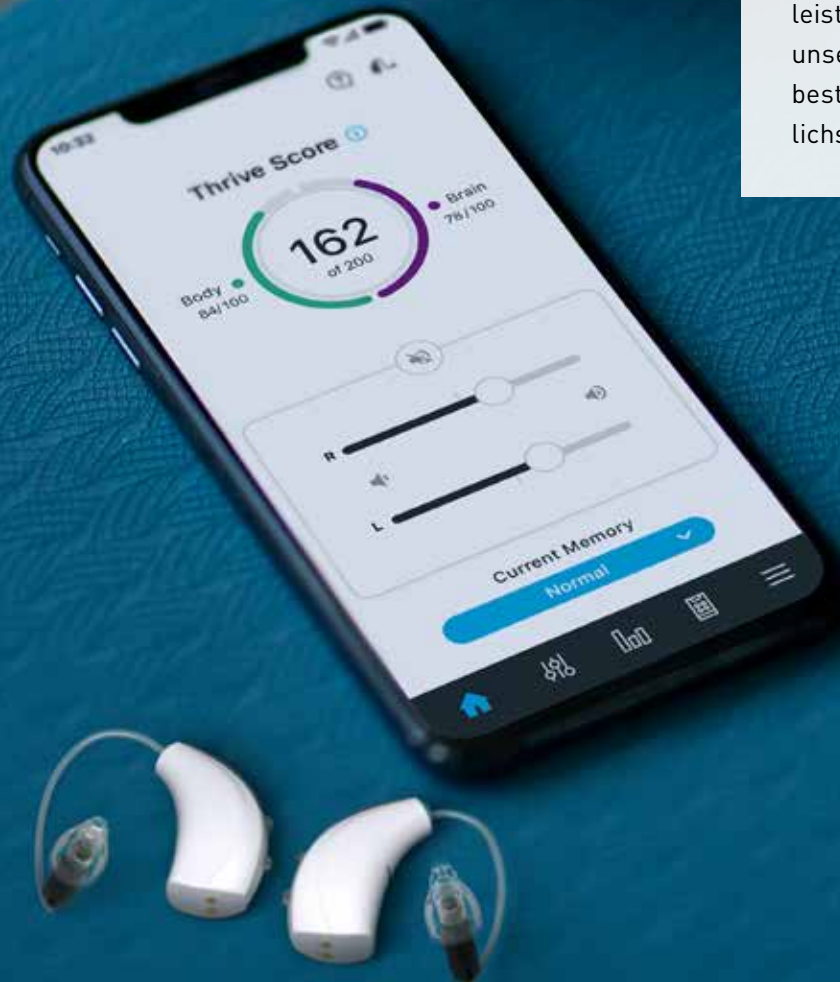 leist
unse
best
lichs
10:32
Thrive Score
162
of 200
Brain
78/100
Body
84/100
R
L
Current Memory
Normal